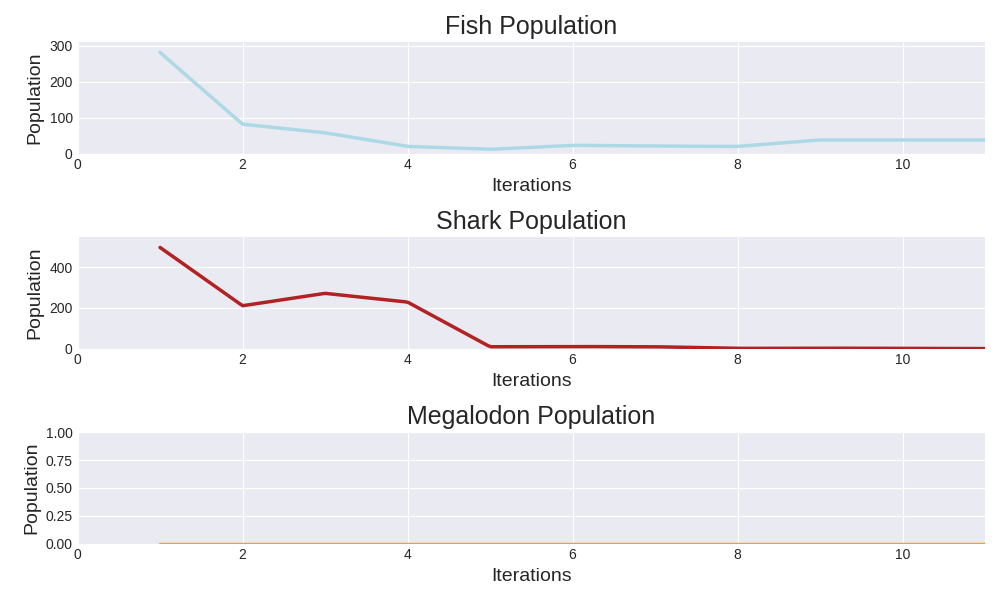 Fish Population
Population
300
200
100
0
0 2 4 6 8 10
Iterations
Shark Population
Population
400
200
0
0 2 4 6 8 10
Iterations
Megalodon Population
Population
1.00
0.75
0.50
0.25
0.00
0 2 4 6 8 10
Iterations